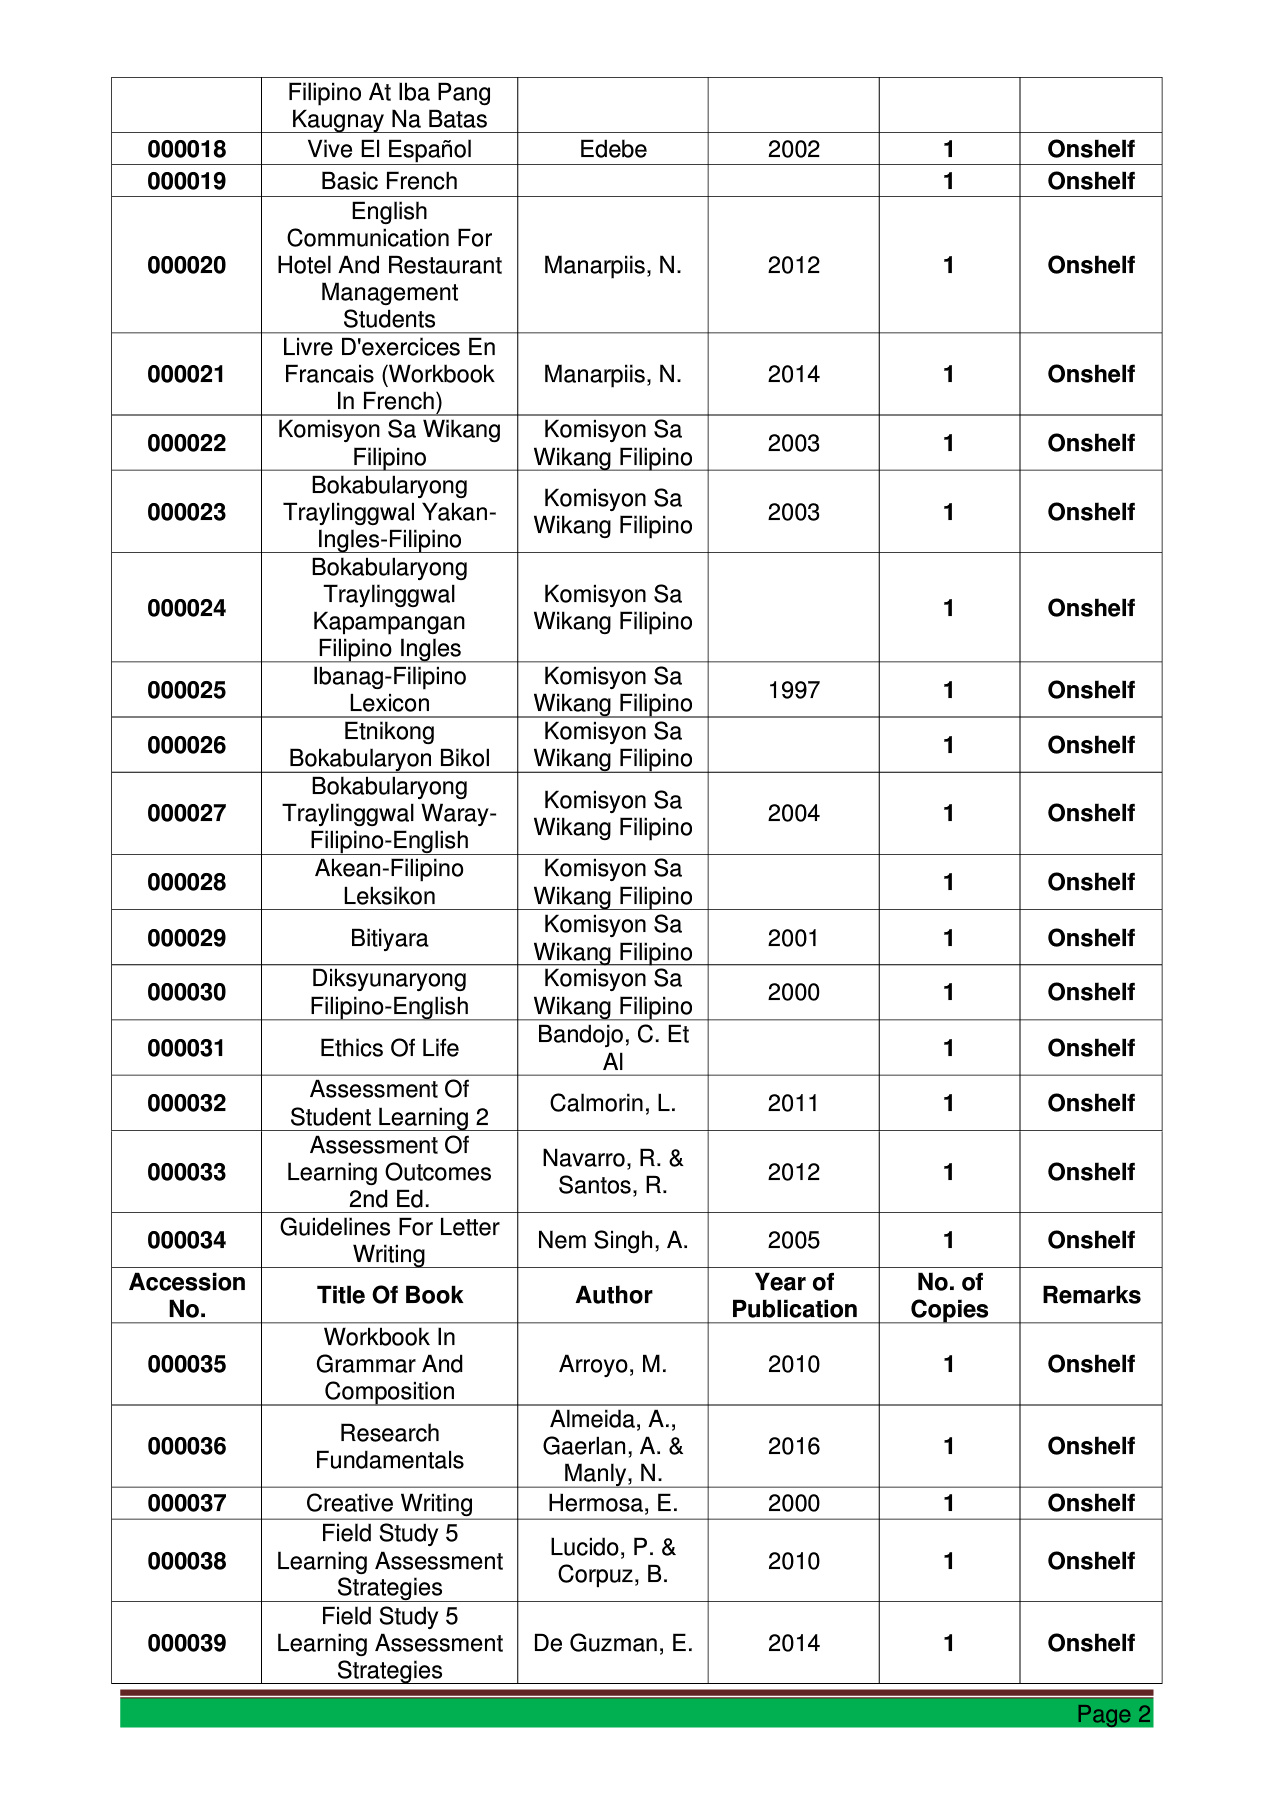 Filipino At Iba Pang
Kaugnay Na Batas
000018 Vive El Español Edebe 2002 1 Onshelf
000019 Basic French 1 Onshelf
English
Communication For
000020 Hotel And Restaurant Manarpiis, N. 2012 1 Onshelf
Management
Students
Livre D'exercices En
000021 Francais (Workbook Manarpiis, N. 2014 1 Onshelf
In French)
000022 Komisyon Sa Wikang
Filipino Komisyon Sa
Wikang Filipino 2003 1 Onshelf
000023 Bokabularyong
Traylinggwal Yakan-
Ingles-Filipino Komisyon Sa
Wikang Filipino 2003 1 Onshelf
000024 Bokabularyong
Traylinggwal
Kapampangan
Filipino Ingles Komisyon Sa
Wikang Filipino 1 Onshelf
000025 Ibanag-Filipino
Lexicon Komisyon Sa
Wikang Filipino 1997 1 Onshelf
000026 Etnikong
Bokabularyon Bikol Komisyon Sa
Wikang Filipino 1 Onshelf
000027 Bokabularyong
Traylinggwal Waray-
Filipino-English Komisyon Sa
Wikang Filipino 2004 1 Onshelf
000028 Akean-Filipino
Leksikon Komisyon Sa
Wikang Filipino 1 Onshelf
000029 Bitiyara Komisyon Sa
Wikang Filipino 2001 1 Onshelf
000030 Diksyunaryong
Filipino-English Komisyon Sa
Wikang Filipino 2000 1 Onshelf
000031 Ethics Of Life Bandojo, C. Et
Al 1 Onshelf
000032 Assessment Of
Student Learning 2 Calmorin, L. 2011 1 Onshelf
000033 Assessment Of
Learning Outcomes
2nd Ed. Navarro, R. &
Santos, R. 2012 1 Onshelf
000034 Guidelines For Letter
Writing Nem Singh, A. 2005 1 Onshelf
Accession
No. Title Of Book Author Year of
Publication No. of
Copies Remarks
000035 Workbook In
Grammar And
Composition Arroyo, M. 2010 1 Onshelf
000036 Research
Fundamentals Almeida, A.,
Gaerlan, A. &
Manly, N. 2016 1 Onshelf
000037 Creative Writing Hermosa, E. 2000 1 Onshelf
000038 Field Study 5
Learning Assessment
Strategies Lucido, P. &
Corpuz, B. 2010 1 Onshelf
000039 Field Study 5
Learning Assessment
Strategies De Guzman, E. 2014 1 Onshelf
Page 2